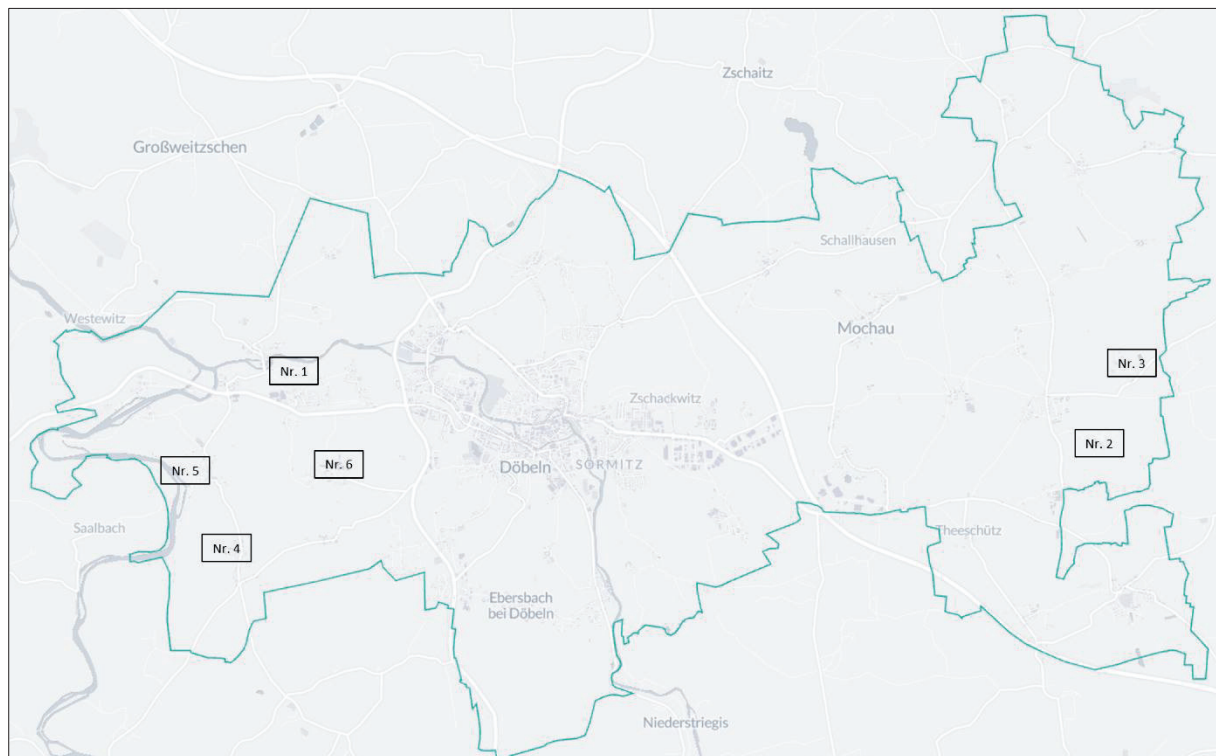 Zschaitz
Großweitzschen
Schallhausen
Westewitz
Mochau
Nr. 1
Nr. 3
Zschackwitz
Nr. 2
Nr. 5
Nr. 6
Döbeln
SÖRMITZ
Saalbach
Nr. 4
Theeschütz
Ebersbach
bei Döbeln
Niederstriegis